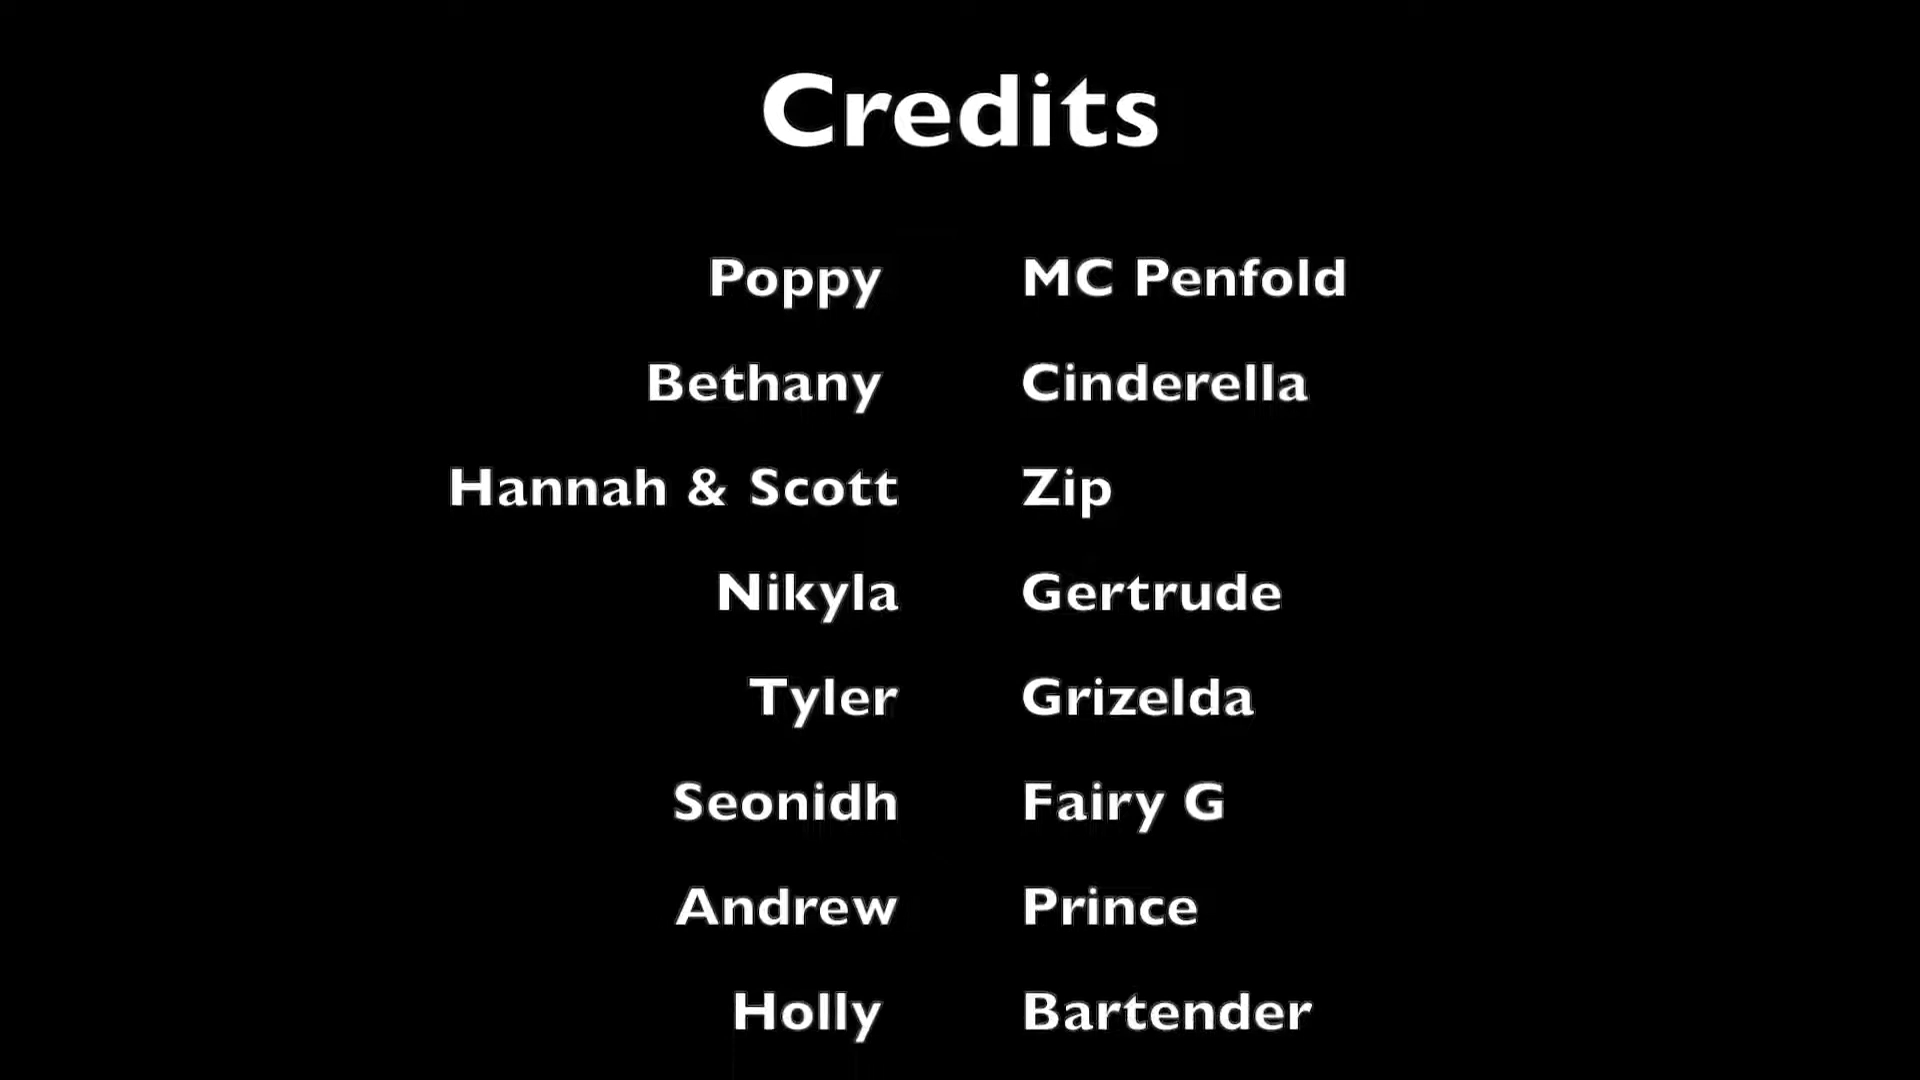 Credits
Poppy MC Penfold
Bethany Cinderella
Hannah & Scott Zip
Nikyla Gertrude
Tyler Grizelda
Seonidh Fairy G
Andrew Prince
Holly Bartender